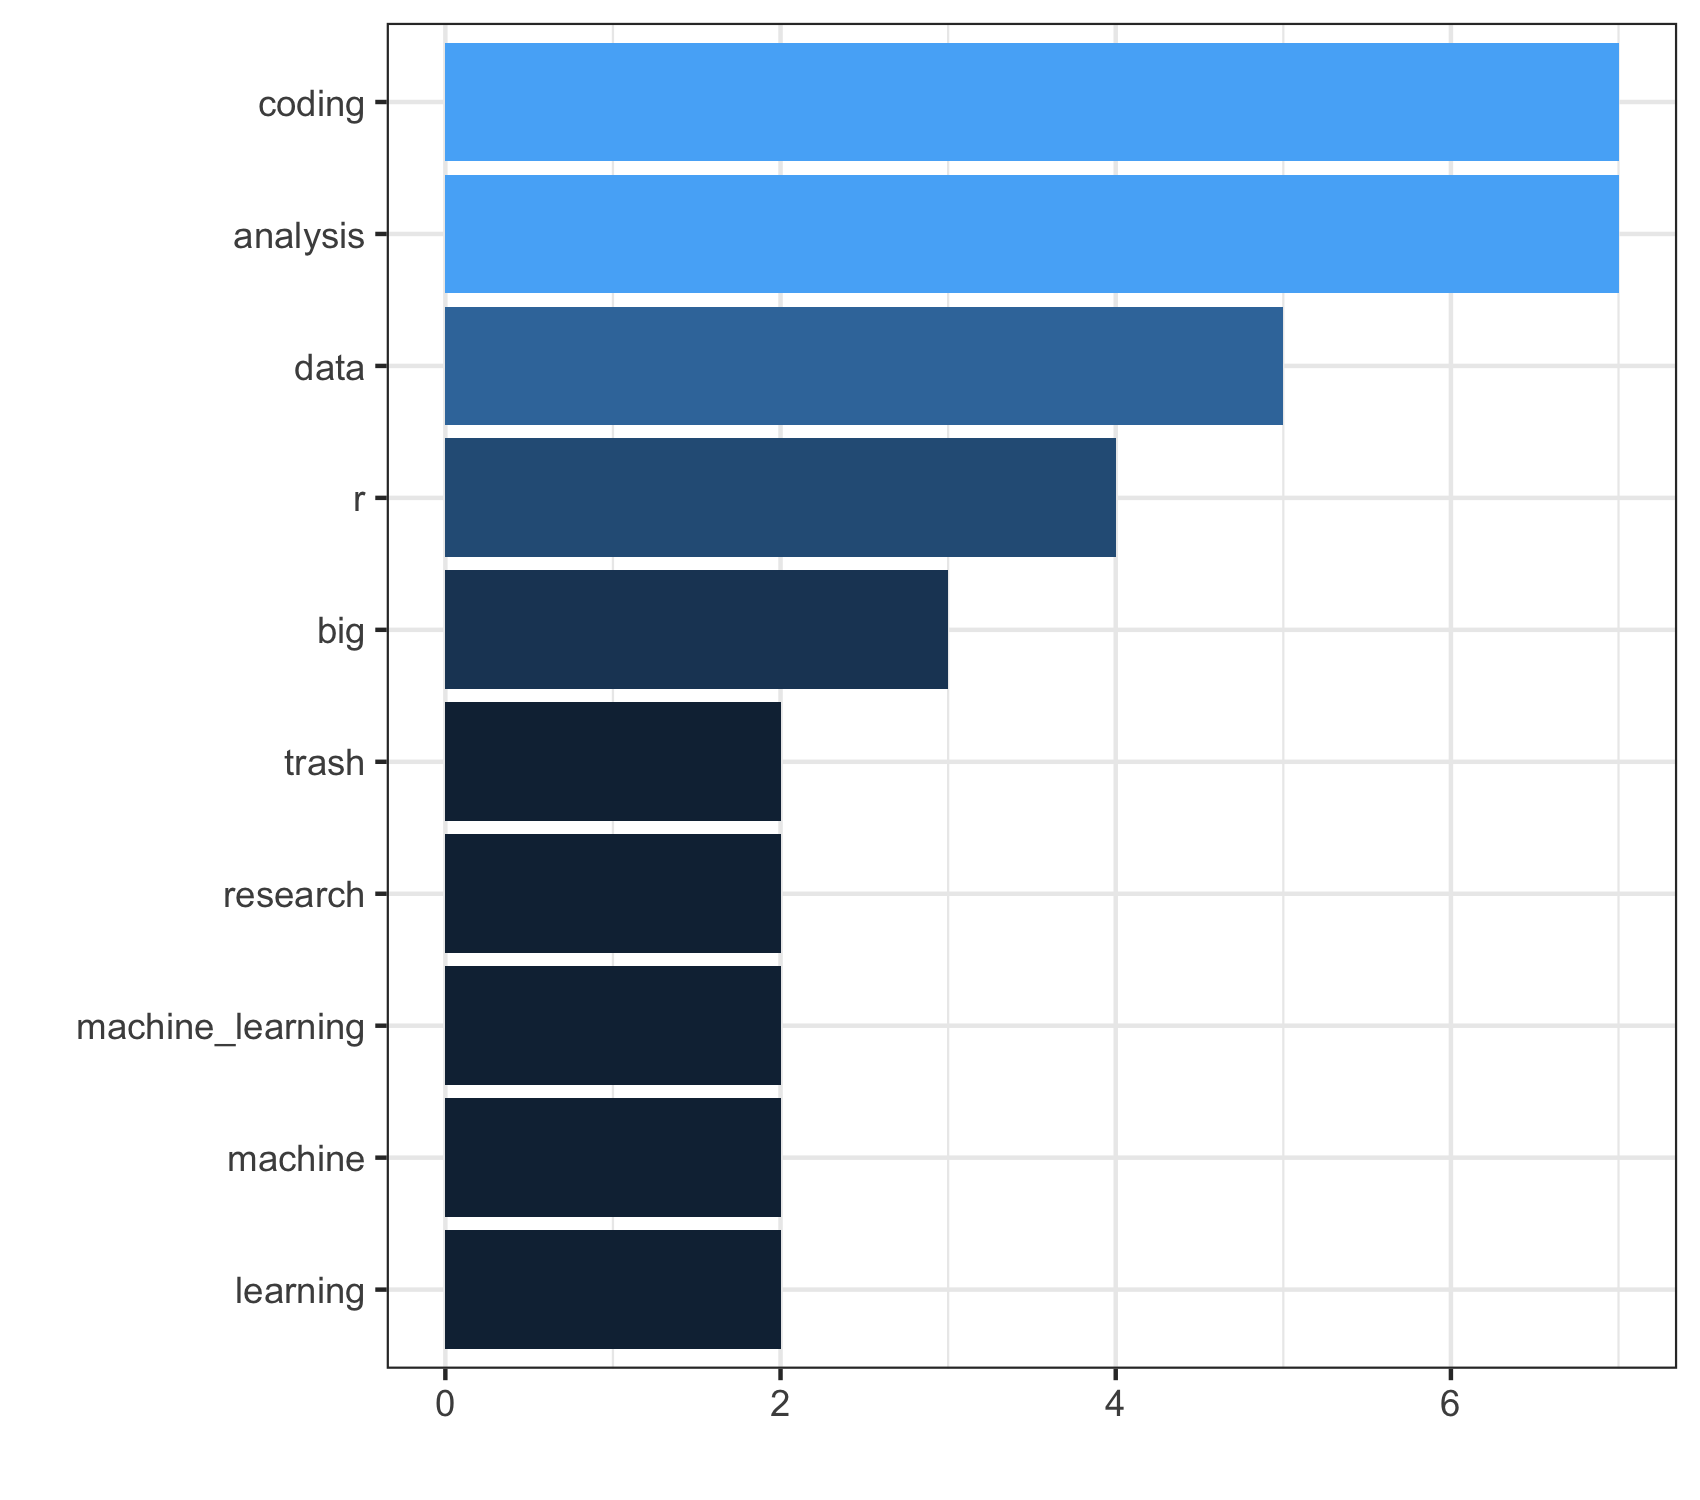 coding
analysis
data
r
big
trash
research
machine_learning
machine
learning
0 2 4 6